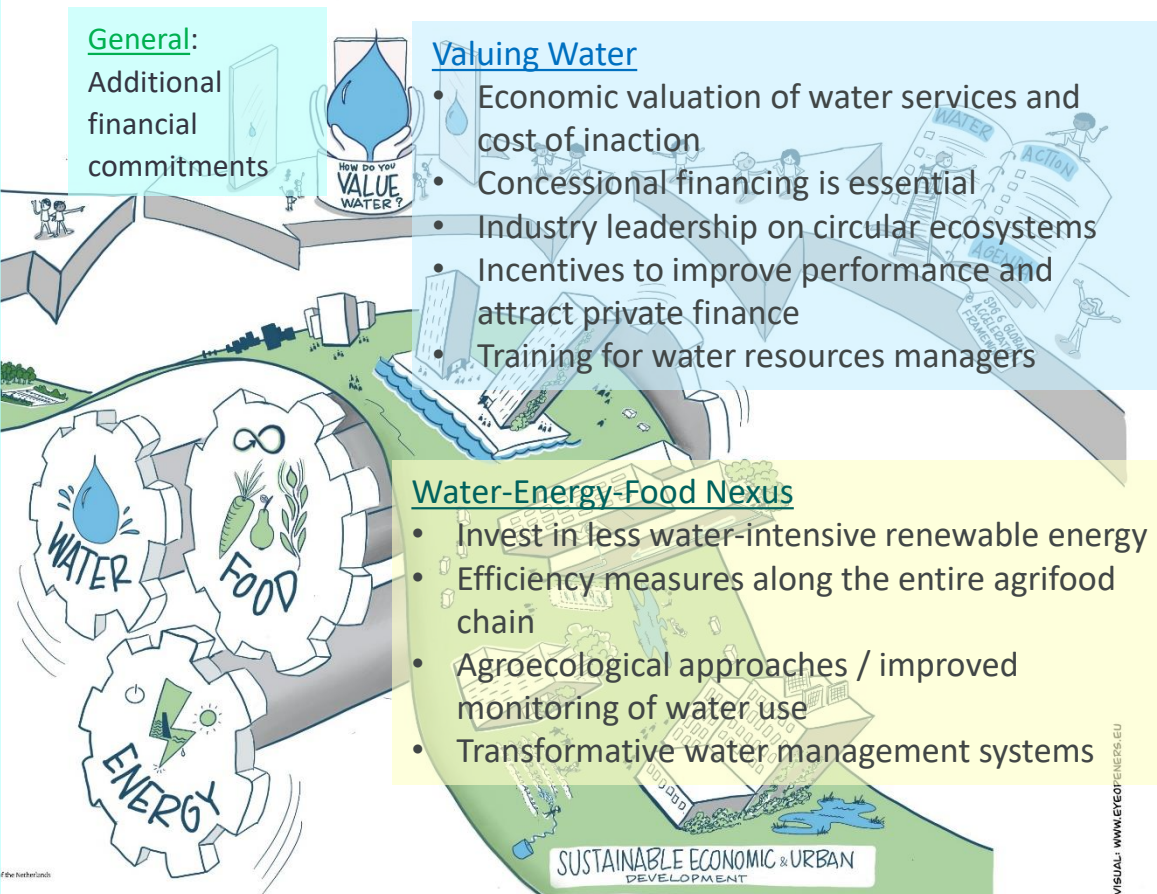 General:
Additional
financial
commitments
HOW DO YOU
VALUE
WATER?
Valuing Water
• Economic valuation of water services and
cost of inaction
• Concessional financing is essential
• Industry leadership on circular ecosystems
• Incentives to improve performance and
attract private finance
• Training for water resources managers
WATER
ACTION
AGENDA
SDG 6 GLOBAL
ACCELERATION
FRAMEWORK
Water-Energy-Food Nexus
• Invest in less water-intensive renewable energy
• Efficiency measures along the entire agrifood
chain
• Agroecological approaches / improved
monitoring of water use
• Transformative water management systems
WATER
FOOD
ENERGY
SUSTAINABLE ECONOMIC & URBAN
DEVELOPMENT
of the Netherlands
VISUAL: WWW.EYEOPENERS.EU